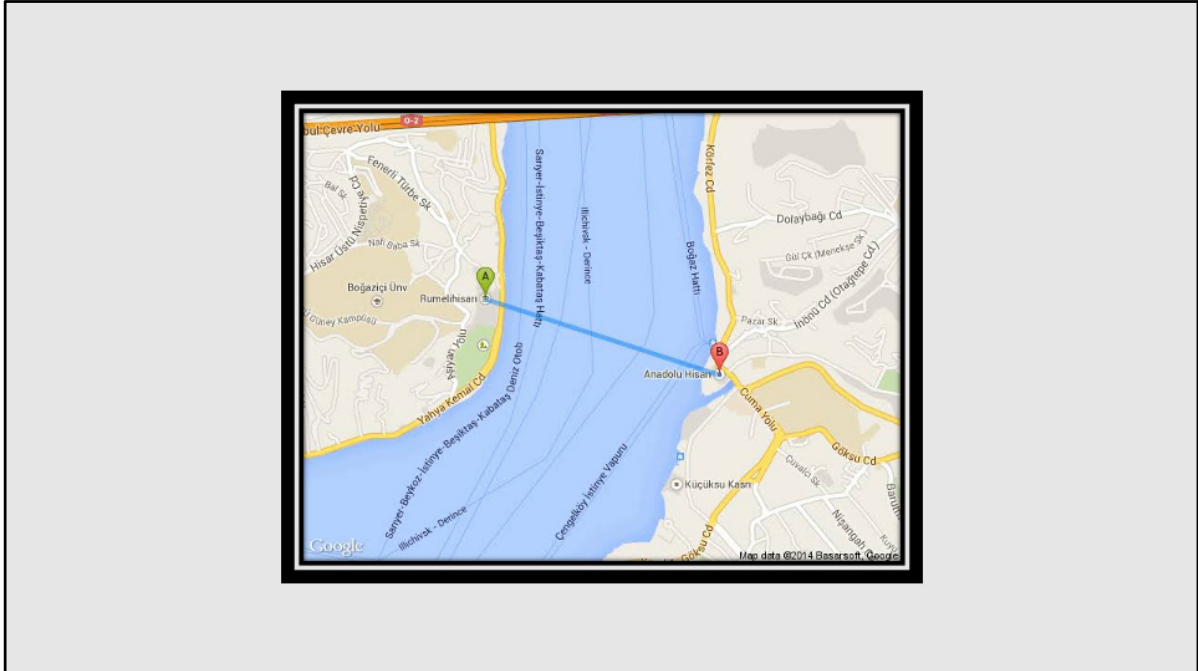 O-2
bul Çevre Yolu
Fenerli Türbe Sk
Bal Sk
Hisar Üstü Nispetiye Cd
Nafi Baba Sk
Boğaziçi Ünv
Güney Kampüsü
Rumelihisarı
A
Aşiyan Yolu
Yahya Kemal Cd
Sarıyer-İstinye-Beşiktaş-Kabataş Hattı
Sarıyer-Beykoz-İstinye-Beşiktaş-Kabataş Deniz Otob
Illichivsk - Derince
Illichivsk - Derince
Boğaz Hattı
Çengelköy İstinye Vapuru
Körfez Cd
Dolaybağı Cd
Gül Çk (Menekşe Sk)
İnönü Cd (Otağtepe Cd.)
Pazar Sk
B
Anadolu Hisarı
Cuma Yolu
Göksu Cd
Çuvalcı Sk
Küçüksu Kasrı
Nişangah
Göksu Cd
Google
Map data ©2014 Basarsoft, Google